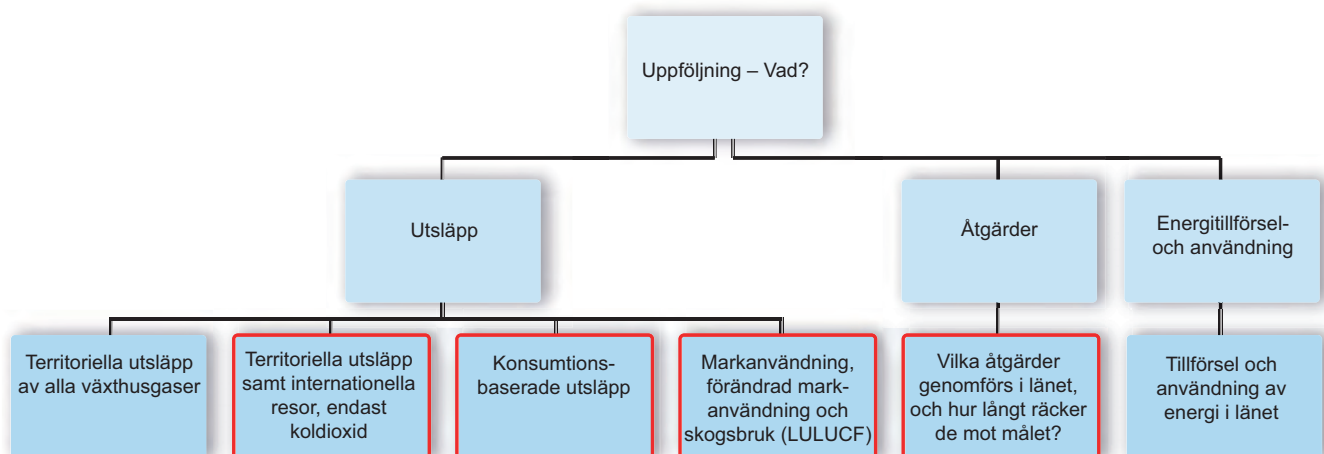 Uppföljning – Vad?
Utsläpp
Åtgärder
Energitillförsel-
och användning
Territoriella utsläpp
av alla växthusgaser
Territoriella utsläpp
samt internationella
resor, endast
koldioxid
Konsumtions-
baserade utsläpp
Markanvändning,
förändrad mark-
användning och
skogsbruk (LULUCF)
Vilka åtgärder
genomförs i länet,
och hur långt räcker
de mot målet?
Tillförsel och
användning av
energi i länet